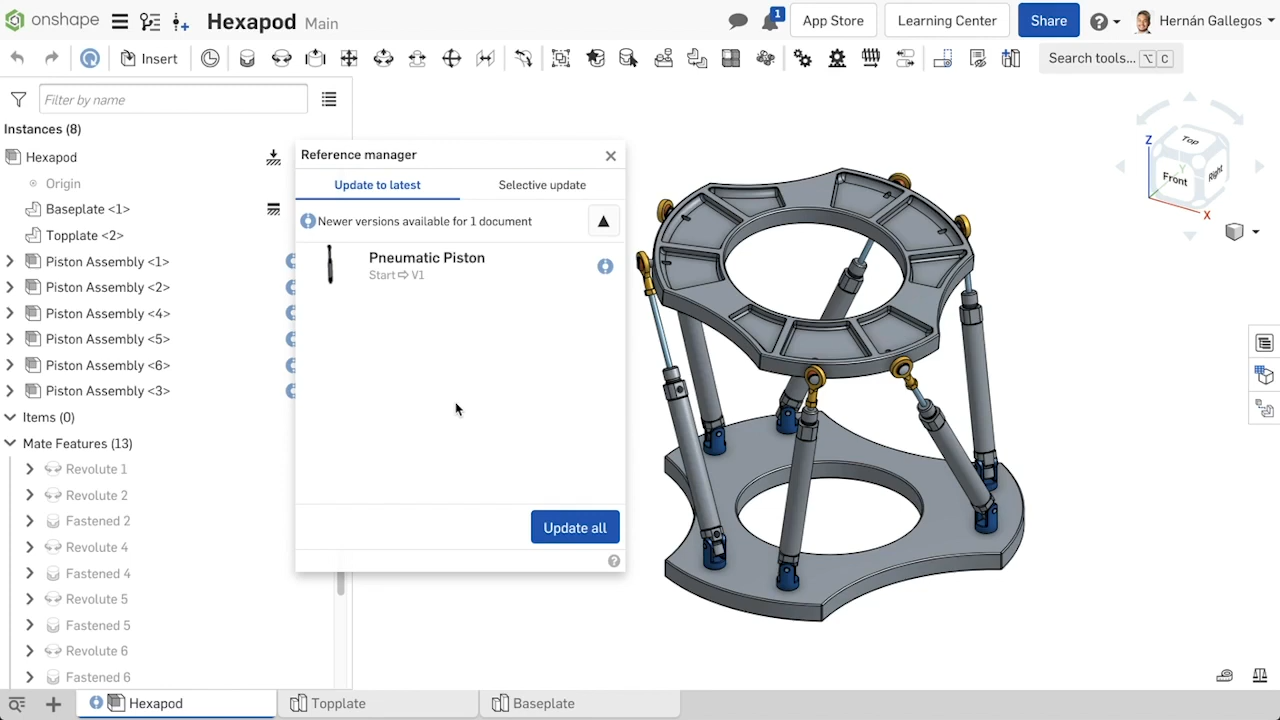 onshape Hexapod Main 1 App Store Learning Center Share Hernán Gallegos
Insert Search tools... ⌥ C
Filter by name
Instances (8)
Hexapod
Origin
Baseplate <1>
Topplate <2>
Piston Assembly <1>
Piston Assembly <2>
Piston Assembly <4>
Piston Assembly <5>
Piston Assembly <6>
Piston Assembly <3>
Items (0)
Mate Features (13)
Revolute 1
Revolute 2
Fastened 2
Revolute 4
Fastened 4
Revolute 5
Fastened 5
Revolute 6
Fastened 6
Reference manager
Update to latest Selective update
Newer versions available for 1 document
Pneumatic Piston
Start ⇨ V1
Update all
Top
Z
Y
Front Right
X
Hexapod Topplate Baseplate